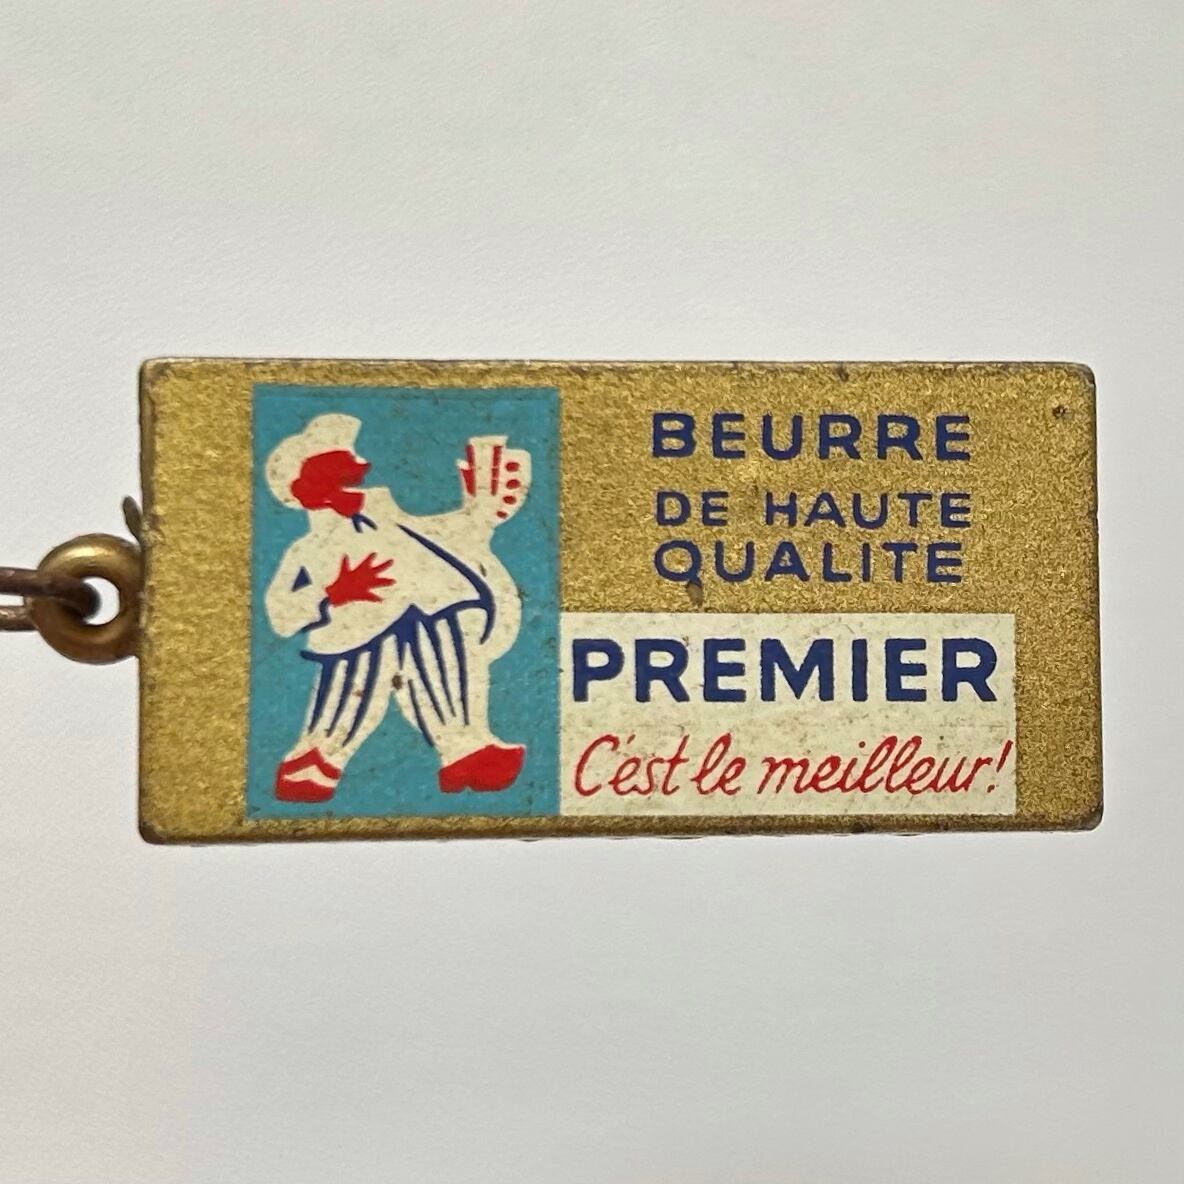 BEURRE
DE HAUTE
QUALITE
PREMIER
C'est le meilleur!